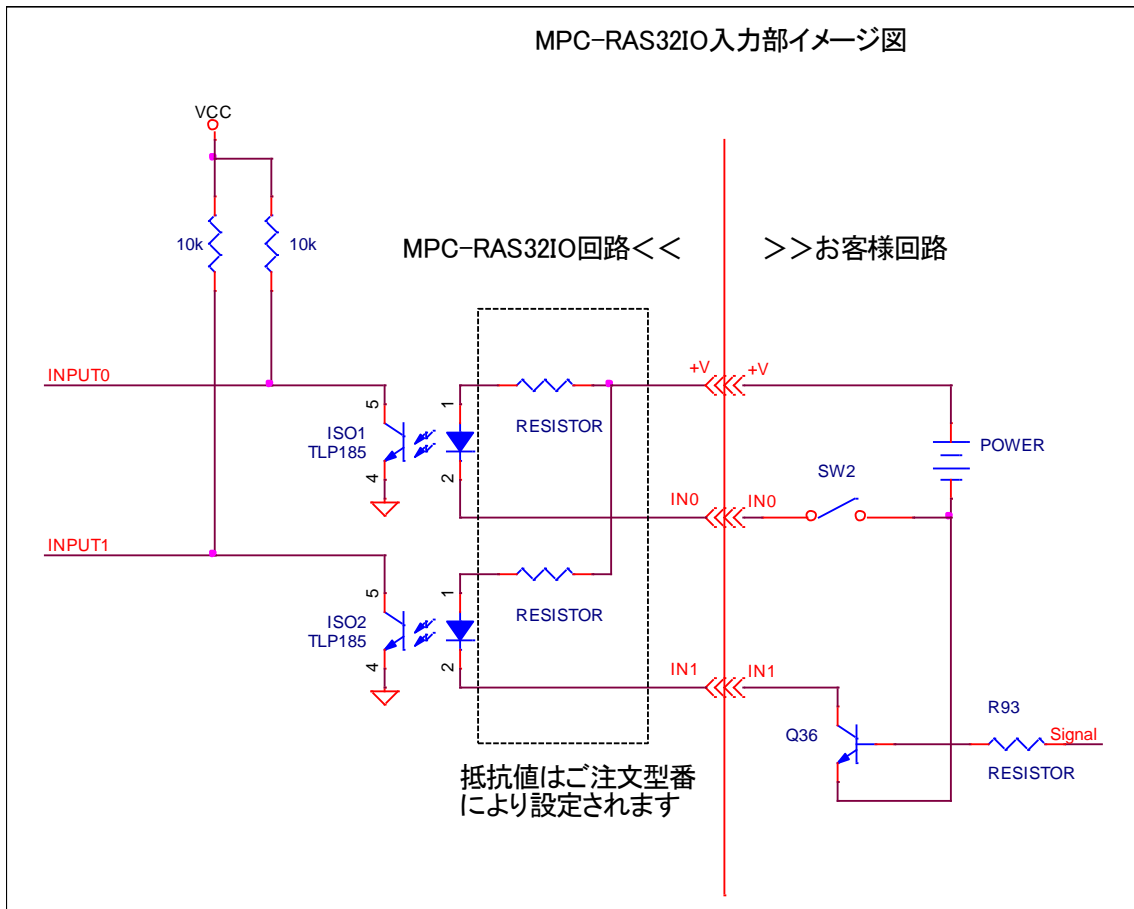 MPC-RAS32IO入力部イメージ図
VCC
10k
10k
MPC-RAS32IO回路<<
>>お客様回路
INPUT0
+V
+V
5
1
ISO1
TLP185
RESISTOR
POWER
4
2
SW2
IN0
IN0
INPUT1
5
1
ISO2
TLP185
RESISTOR
4
2
IN1
IN1
R93
Q36
Signal
RESISTOR
抵抗値はご注文型番
により設定されます